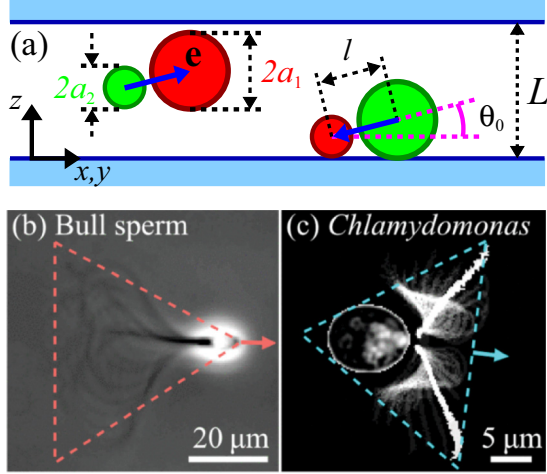 (a)
e
l
2a₂
2a₁
L
z
θ₀
x,y
(b) Bull sperm
(c) Chlamydomonas
20 μm
5 μm